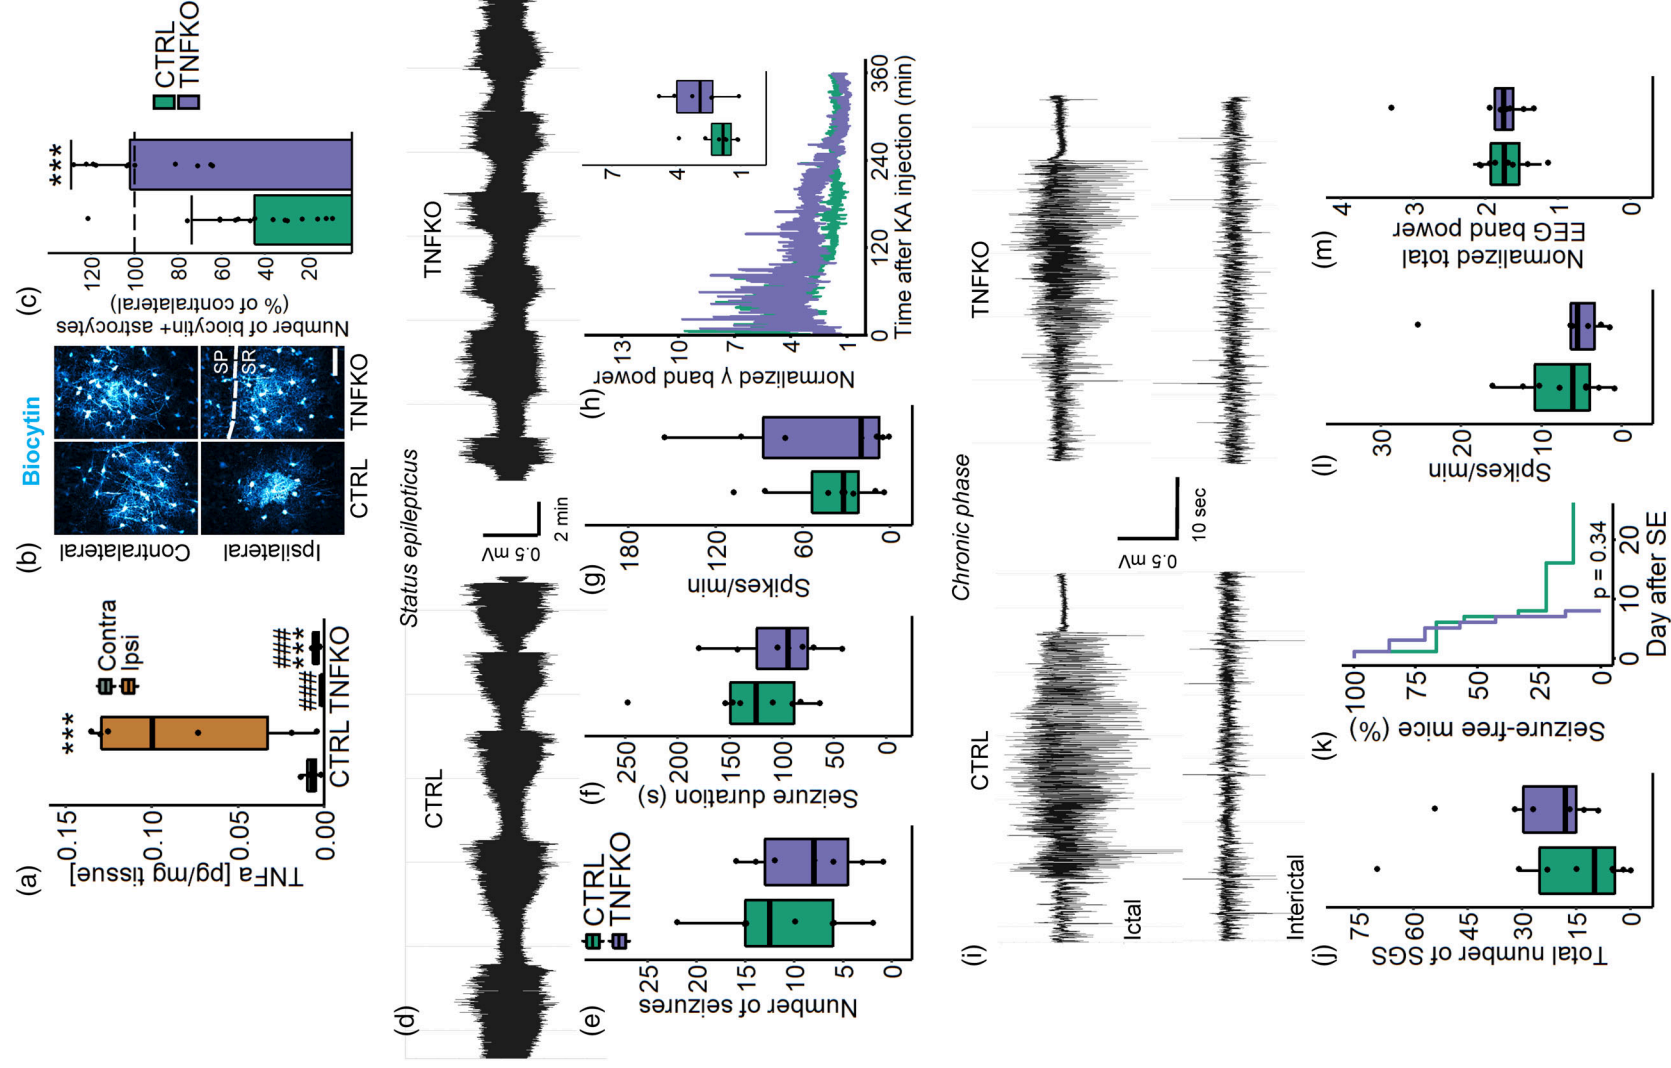 (a)
TNFa [pg/mg tissue]
0.15
0.10
0.05
0.00
Contra
Ipsi
***
###
###
***
CTRL TNFKO
(b)
Biocytin
Contralateral
Ipsilateral
SP
SR
CTRL TNFKO
(c)
Number of biocytin+ astrocytes
(% of contralateral)
120
100
80
60
40
20
***
CTRL
TNFKO
(d)
Status epilepticus
CTRL
TNFKO
0.5 mV
2 min
(e)
CTRL
TNFKO
Number of seizures
25
20
15
10
5
0
(f)
Seizure duration (s)
250
200
150
100
50
0
(g)
Spikes/min
180
120
60
0
(h)
Normalized γ band power
13
10
7
4
1
7
4
1
0 120 240 360
Time after KA injection (min)
(i)
Chronic phase
CTRL
TNFKO
Ictal
0.5 mV
10 sec
Interictal
(j)
Total number of SGS
75
60
45
30
15
0
(k)
Seizure-free mice (%)
100
75
50
25
0
p = 0.34
0 10 20
Day after SE
(l)
Spikes/min
30
20
10
0
(m)
Normalized total
EEG band power
4
3
2
1
0